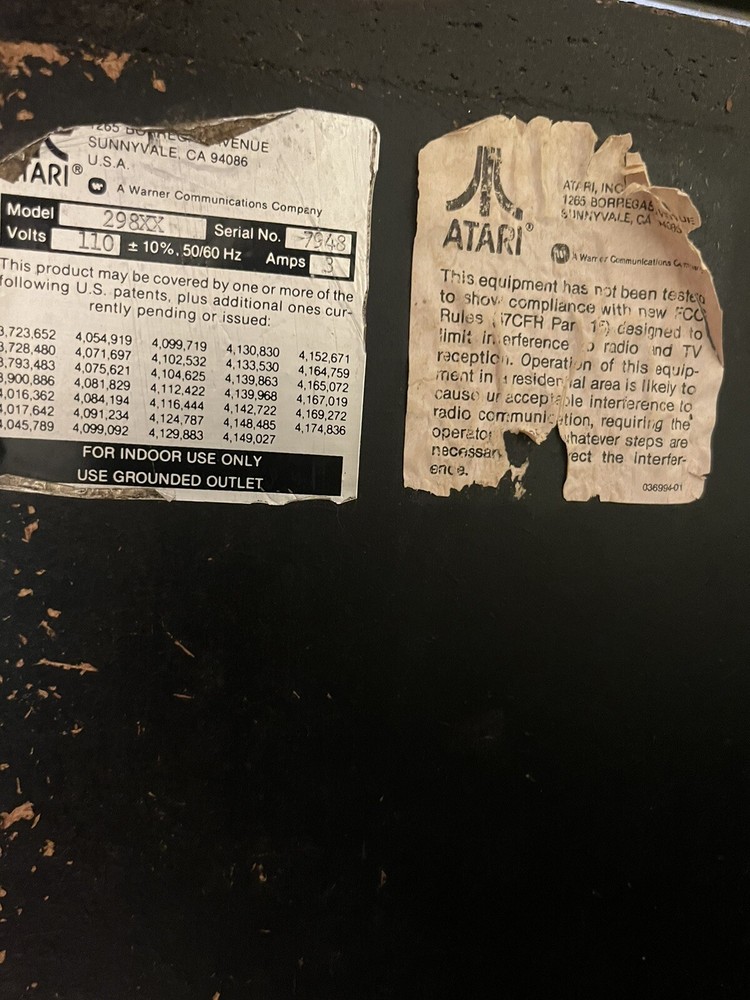 VENUE
SUNNYVALE, CA 94086
U.S.A.
ARI®
A Warner Communications Company
Model 298XX Serial No. 7948
Volts 110 ± 10%, 50/60 Hz Amps 3
This product may be covered by one or more of the
following U.S. patents, plus additional ones cur-
rently pending or issued:
3,723,652 4,054,919 4,099,719 4,130,830 4,152,671
3,728,480 4,071,697 4,102,532 4,133,530 4,164,759
3,793,483 4,075,621 4,104,625 4,139,863 4,165,072
3,900,886 4,081,829 4,112,422 4,139,968 4,167,019
4,016,362 4,084,194 4,116,444 4,142,722 4,169,272
4,017,642 4,091,234 4,124,787 4,148,485 4,174,836
4,045,789 4,099,092 4,129,883 4,149,027
FOR INDOOR USE ONLY
USE GROUNDED OUTLET
ATARI®
ATARI, INC
1265 BORREGAS VENUE
SUNNYVALE, CA
A Warner Communications
This equipment has not been tested
to show compliance with new FCC
Rules designed to
limit interference radio and TV
reception. Operation of this equip-
ment in residential area is likely to
cause acceptable interference to
radio communication, requiring the
operator whatever steps are
the interfer-
ence.
036994-01